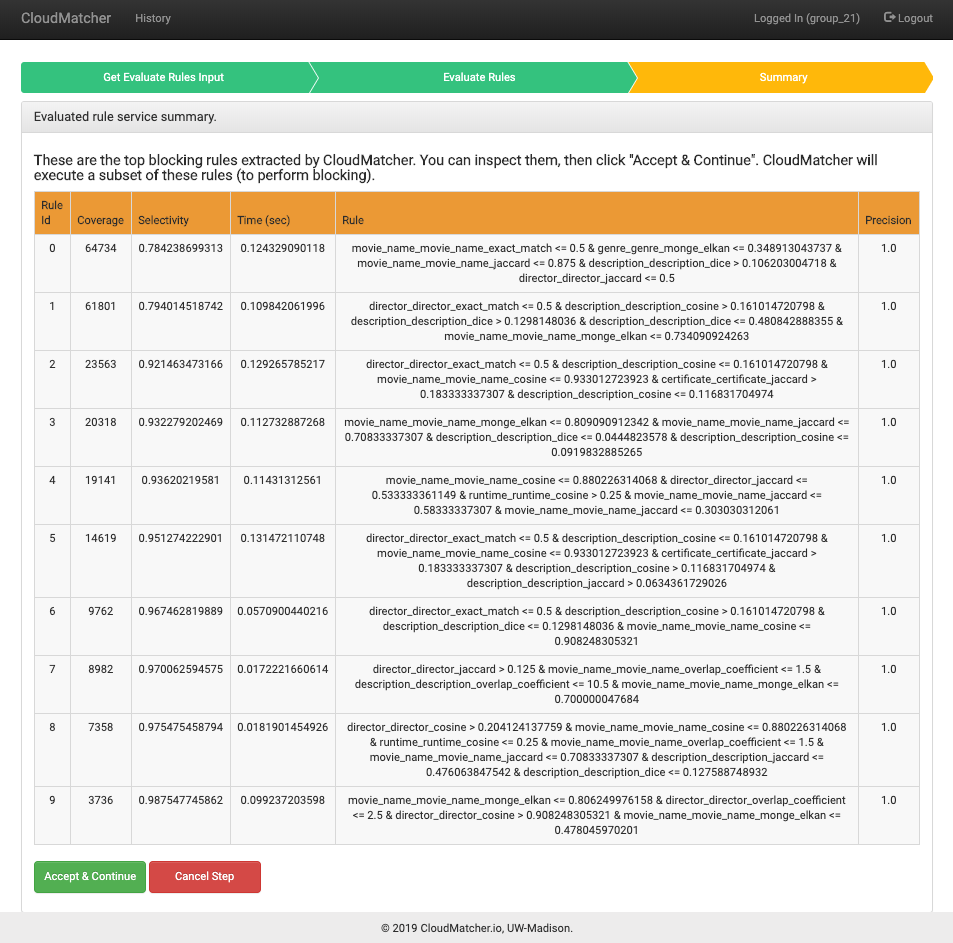 CloudMatcher History Logged In (group_21) Logout
Get Evaluate Rules Input Evaluate Rules Summary
Evaluated rule service summary.
These are the top blocking rules extracted by CloudMatcher. You can inspect them, then click "Accept & Continue". CloudMatcher will
execute a subset of these rules (to perform blocking).
Rule
Id Coverage Selectivity Time (sec) Rule Precision
0 64734 0.784238699313 0.124329090118 movie_name_movie_name_exact_match <= 0.5 & genre_genre_monge_elkan <= 0.348913043737 & 1.0
movie_name_movie_name_jaccard <= 0.875 & description_description_dice > 0.106203004718 &
director_director_jaccard <= 0.5
1 61801 0.794014518742 0.109842061996 director_director_exact_match <= 0.5 & description_description_cosine > 0.161014720798 & 1.0
description_description_dice > 0.1298148036 & description_description_dice <= 0.480842888355 &
movie_name_movie_name_monge_elkan <= 0.734090924263
2 23563 0.921463473166 0.129265785217 director_director_exact_match <= 0.5 & description_description_cosine <= 0.161014720798 & 1.0
movie_name_movie_name_cosine <= 0.933012723923 & certificate_certificate_jaccard >
0.183333337307 & description_description_cosine <= 0.116831704974
3 20318 0.932279202469 0.112732887268 movie_name_movie_name_monge_elkan <= 0.809090912342 & movie_name_movie_name_jaccard <= 1.0
0.70833337307 & description_description_dice <= 0.0444823578 & description_description_cosine <=
0.0919832885265
4 19141 0.93620219581 0.11431312561 movie_name_movie_name_cosine <= 0.880226314068 & director_director_jaccard <= 1.0
0.533333361149 & runtime_runtime_cosine > 0.25 & movie_name_movie_name_jaccard <=
0.58333337307 & movie_name_movie_name_jaccard <= 0.303030312061
5 14619 0.951274222901 0.131472110748 director_director_exact_match <= 0.5 & description_description_cosine <= 0.161014720798 & 1.0
movie_name_movie_name_cosine <= 0.933012723923 & certificate_certificate_jaccard >
0.183333337307 & description_description_cosine > 0.116831704974 &
description_description_jaccard > 0.0634361729026
6 9762 0.967462819889 0.0570900440216 director_director_exact_match <= 0.5 & description_description_cosine > 0.161014720798 & 1.0
description_description_dice <= 0.1298148036 & movie_name_movie_name_cosine <=
0.908248305321
7 8982 0.970062594575 0.0172221660614 director_director_jaccard > 0.125 & movie_name_movie_name_overlap_coefficient <= 1.5 & 1.0
description_description_overlap_coefficient <= 10.5 & movie_name_movie_name_monge_elkan <=
0.700000047684
8 7358 0.975475458794 0.0181901454926 director_director_cosine > 0.204124137759 & movie_name_movie_name_cosine <= 0.880226314068 1.0
& runtime_runtime_cosine <= 0.25 & movie_name_movie_name_overlap_coefficient <= 1.5 &
movie_name_movie_name_jaccard <= 0.70833337307 & description_description_jaccard <=
0.476063847542 & description_description_dice <= 0.127588748932
9 3736 0.987547745862 0.099237203598 movie_name_movie_name_monge_elkan <= 0.806249976158 & director_director_overlap_coefficient 1.0
<= 2.5 & director_director_cosine > 0.908248305321 & movie_name_movie_name_monge_elkan <=
0.478045970201
Accept & Continue Cancel Step
© 2019 CloudMatcher.io, UW-Madison.